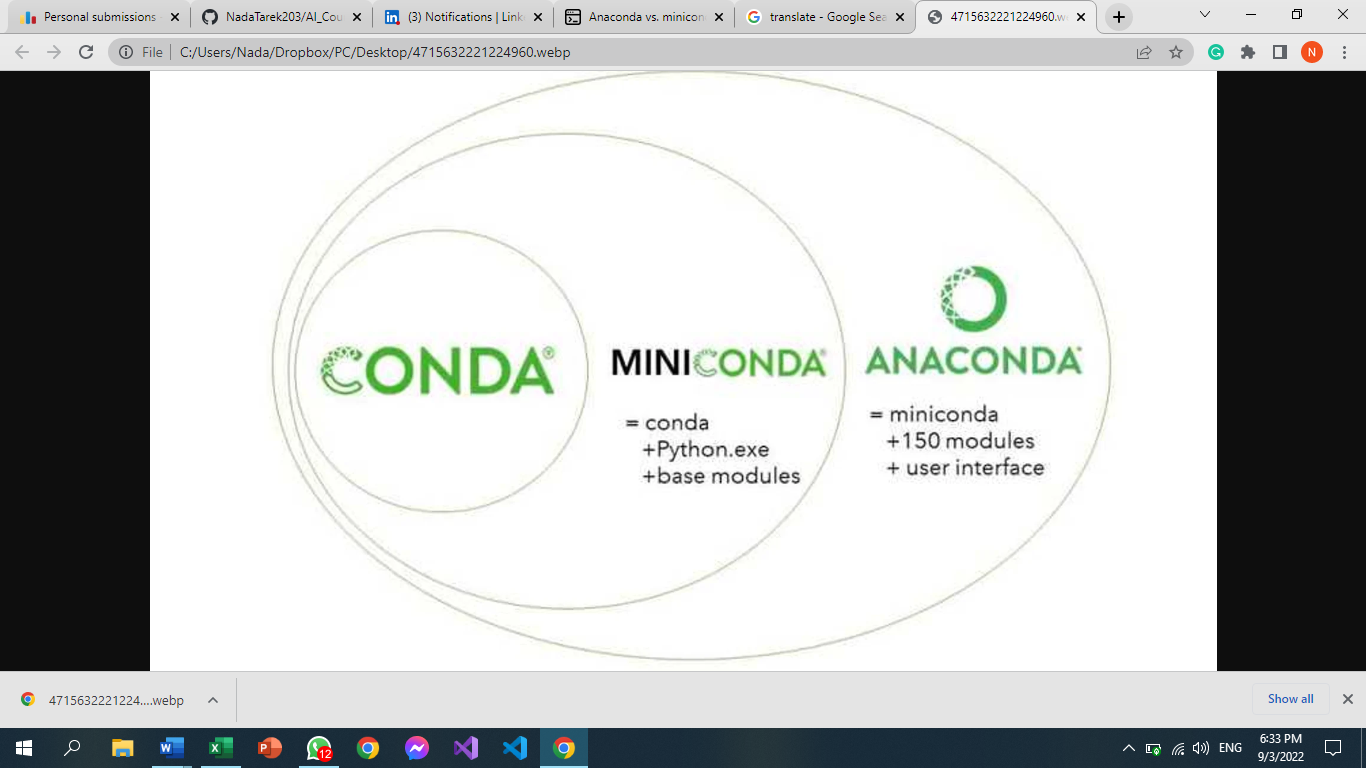 Personal submissions
NadaTarek203/AI_Cou
(3) Notifications | Link
Anaconda vs. minicon
translate - Google Sea
4715632221224960.w
File
C:/Users/Nada/Dropbox/PC/Desktop/4715632221224960.webp
N
CONDA®
MINICONDA®
= conda
+Python.exe
+base modules
ANACONDA
= miniconda
+150 modules
+ user interface
4715632221224....webp
Show all
12
ENG
6:33 PM
9/3/2022